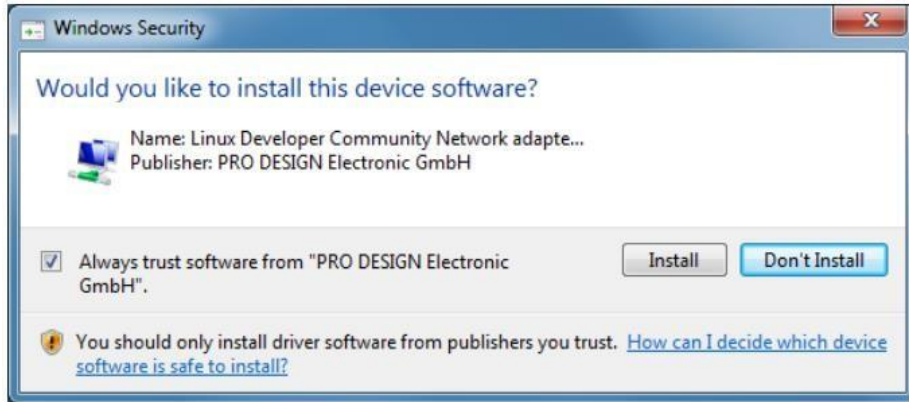 Windows Security
Would you like to install this device software?
Name: Linux Developer Community Network adapte...
Publisher: PRO DESIGN Electronic GmbH
Always trust software from "PRO DESIGN Electronic
GmbH".
Install
Don't Install
You should only install driver software from publishers you trust. How can I decide which device
software is safe to install?